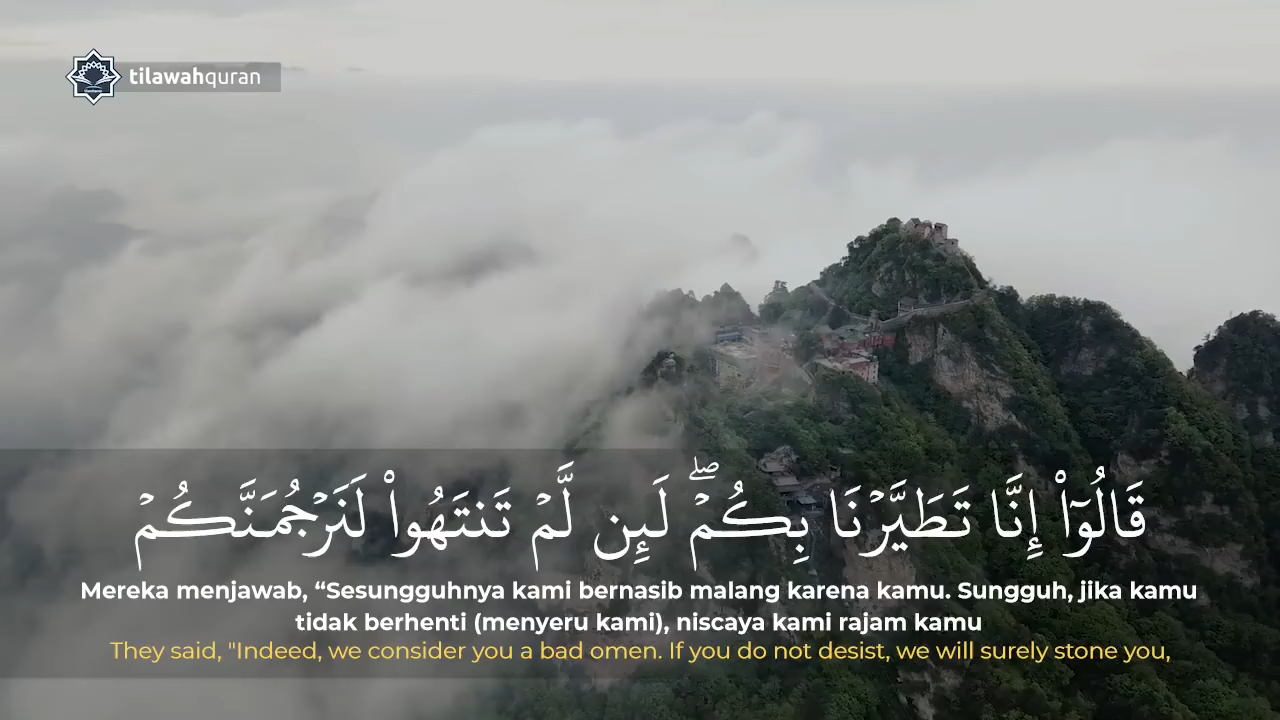 tilawahquran
قَالُوٓا۟ إِنَّا تَطَيَّرْنَا بِكُمْ ۖ لَئِن لَّمْ تَنتَهُوا۟ لَنَرْجُمَنَّكُمْ
Mereka menjawab, “Sesungguhnya kami bernasib malang karena kamu. Sungguh, jika kamu
tidak berhenti (menyeru kami), niscaya kami rajam kamu
They said, "Indeed, we consider you a bad omen. If you do not desist, we will surely stone you,